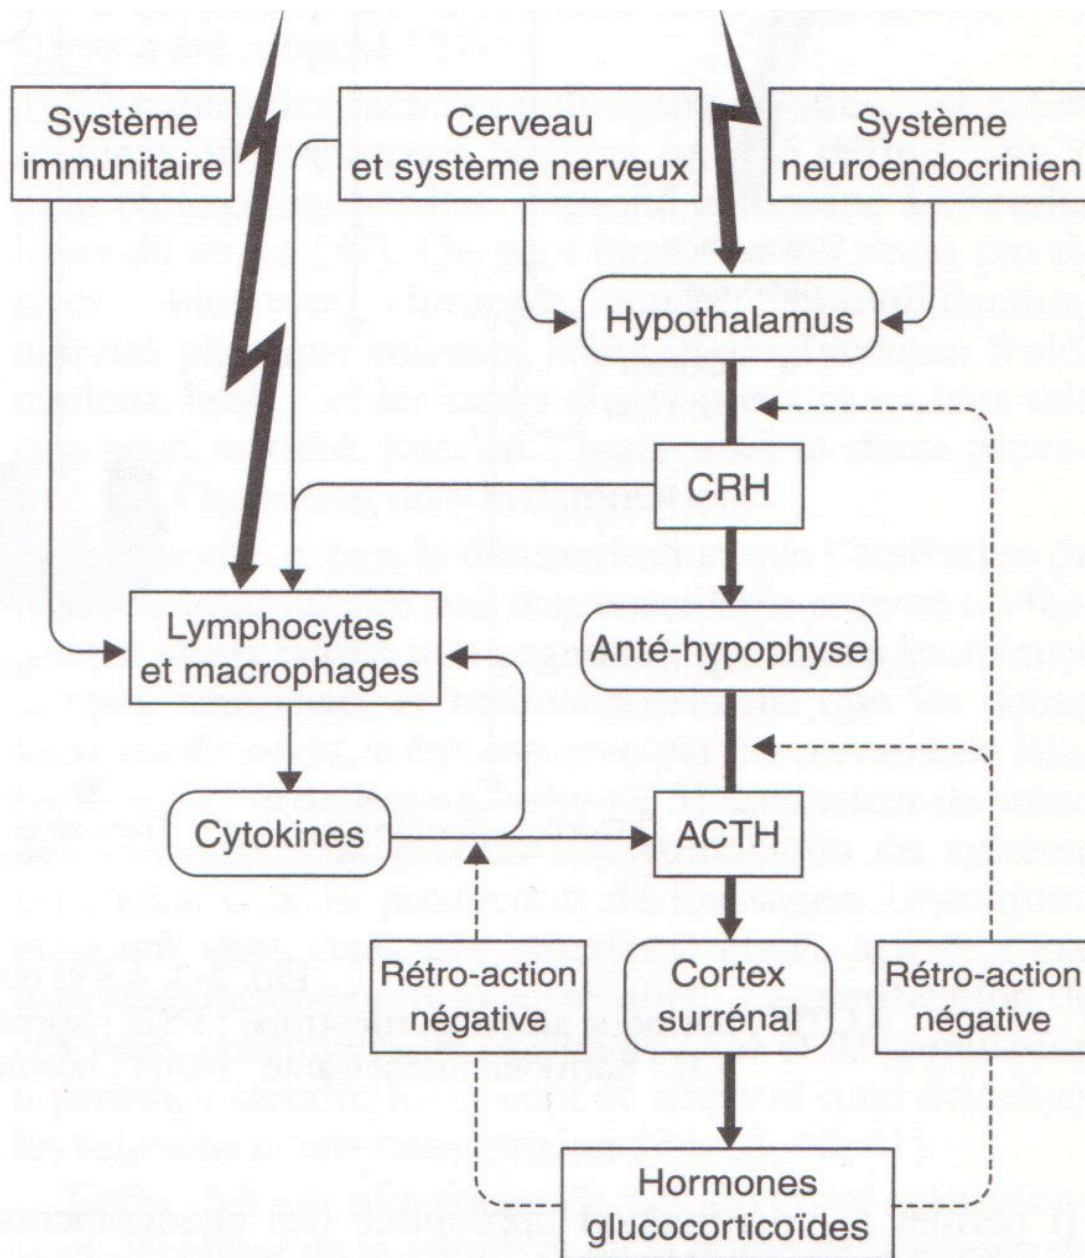 Système
immunitaire
Cerveau
et système nerveux
Système
neuroendocrinien
Hypothalamus
CRH
Lymphocytes
et macrophages
Anté-hypophyse
Cytokines
ACTH
Rétro-action
négative
Cortex
surrénal
Rétro-action
négative
Hormones
glucocorticoïdes